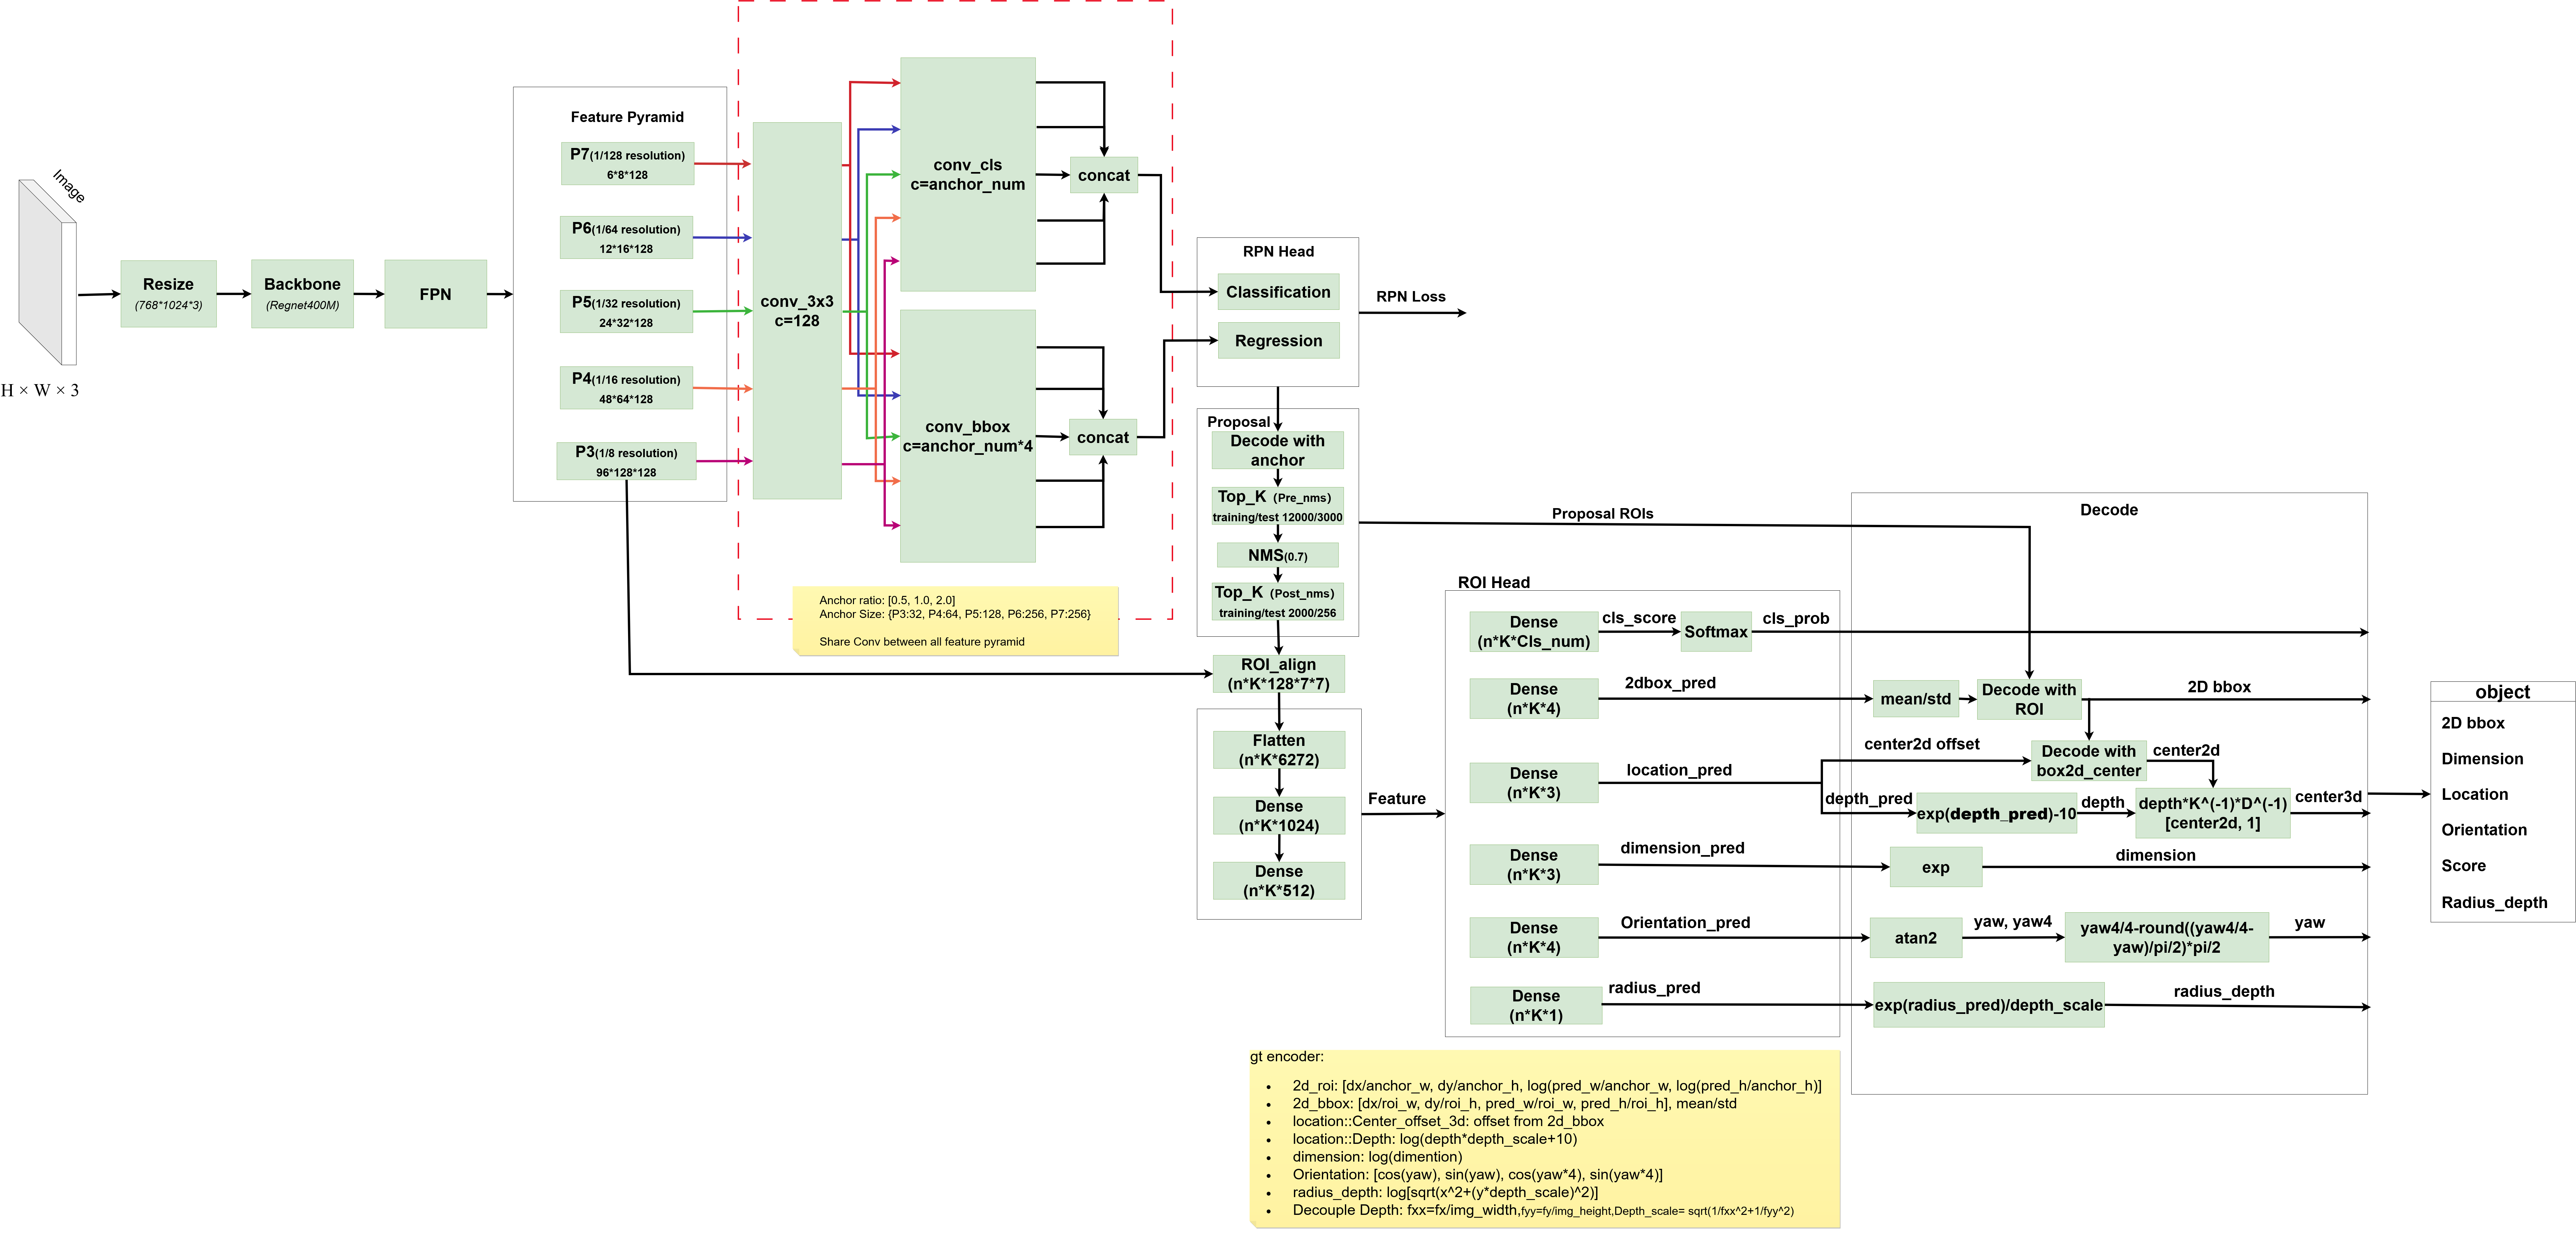 Image
H × W × 3
Resize
(768*1024*3)
Backbone
(Regnet400M)
FPN
Feature Pyramid
P7(1/128 resolution)
6*8*128
P6(1/64 resolution)
12*16*128
P5(1/32 resolution)
24*32*128
P4(1/16 resolution)
48*64*128
P3(1/8 resolution)
96*128*128
conv_3x3
c=128
conv_cls
c=anchor_num
conv_bbox
c=anchor_num*4
concat
concat
Anchor ratio: [0.5, 1.0, 2.0]
Anchor Size: {P3:32, P4:64, P5:128, P6:256, P7:256}
Share Conv between all feature pyramid
RPN Head
Classification
Regression
RPN Loss
Proposal
Decode with
anchor
Top_K (Pre_nms)
training/test 12000/3000
NMS(0.7)
Top_K (Post_nms)
training/test 2000/256
Proposal ROIs
ROI_align
(n*K*128*7*7)
Flatten
(n*K*6272)
Dense
(n*K*1024)
Dense
(n*K*512)
Feature
ROI Head
Dense
(n*K*Cls_num)
cls_score
Softmax
cls_prob
Dense
(n*K*4)
2dbox_pred
Dense
(n*K*3)
location_pred
Dense
(n*K*3)
dimension_pred
Dense
(n*K*4)
Orientation_pred
Dense
(n*K*1)
radius_pred
Decode
mean/std
Decode with
ROI
2D bbox
center2d offset
Decode with
box2d_center
center2d
depth_pred
exp(depth_pred)-10
depth
depth*K^(-1)*D^(-1)
[center2d, 1]
center3d
exp
dimension
atan2
yaw, yaw4
yaw4/4-round((yaw4/4-
yaw)/pi/2)*pi/2
yaw
exp(radius_pred)/depth_scale
radius_depth
object
2D bbox
Dimension
Location
Orientation
Score
Radius_depth
gt encoder:
• 2d_roi: [dx/anchor_w, dy/anchor_h, log(pred_w/anchor_w, log(pred_h/anchor_h)]
• 2d_bbox: [dx/roi_w, dy/roi_h, pred_w/roi_w, pred_h/roi_h], mean/std
• location::Center_offset_3d: offset from 2d_bbox
• location::Depth: log(depth*depth_scale+10)
• dimension: log(dimention)
• Orientation: [cos(yaw), sin(yaw), cos(yaw*4), sin(yaw*4)]
• radius_depth: log[sqrt(x^2+(y*depth_scale)^2)]
• Decouple Depth: fxx=fx/img_width,fyy=fy/img_height,Depth_scale= sqrt(1/fxx^2+1/fyy^2)